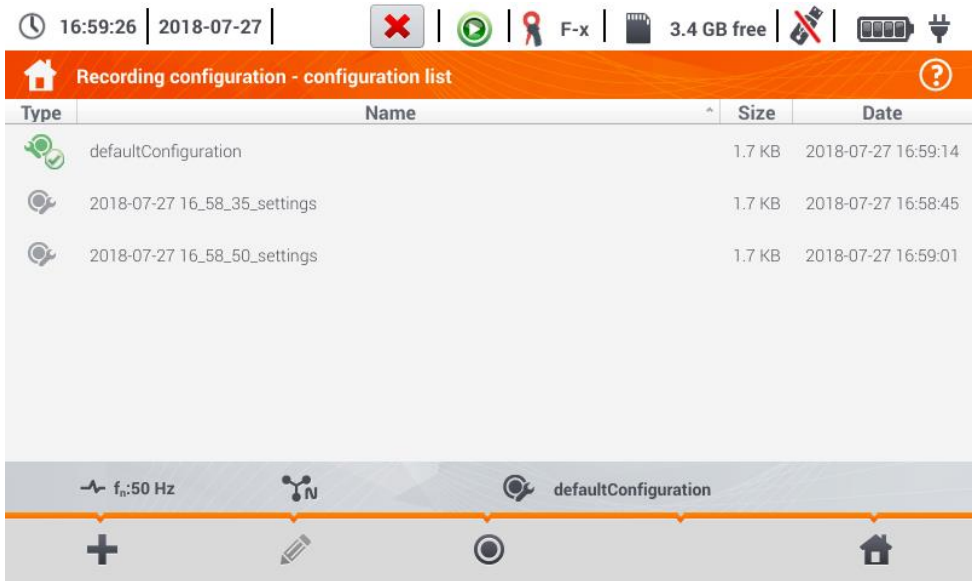 16:59:26 2018-07-27 F-x 3.4 GB free
Recording configuration - configuration list ?
Type Name Size Date
defaultConfiguration 1.7 KB 2018-07-27 16:59:14
2018-07-27 16_58_35_settings 1.7 KB 2018-07-27 16:58:45
2018-07-27 16_58_50_settings 1.7 KB 2018-07-27 16:59:01
fn:50 Hz N defaultConfiguration